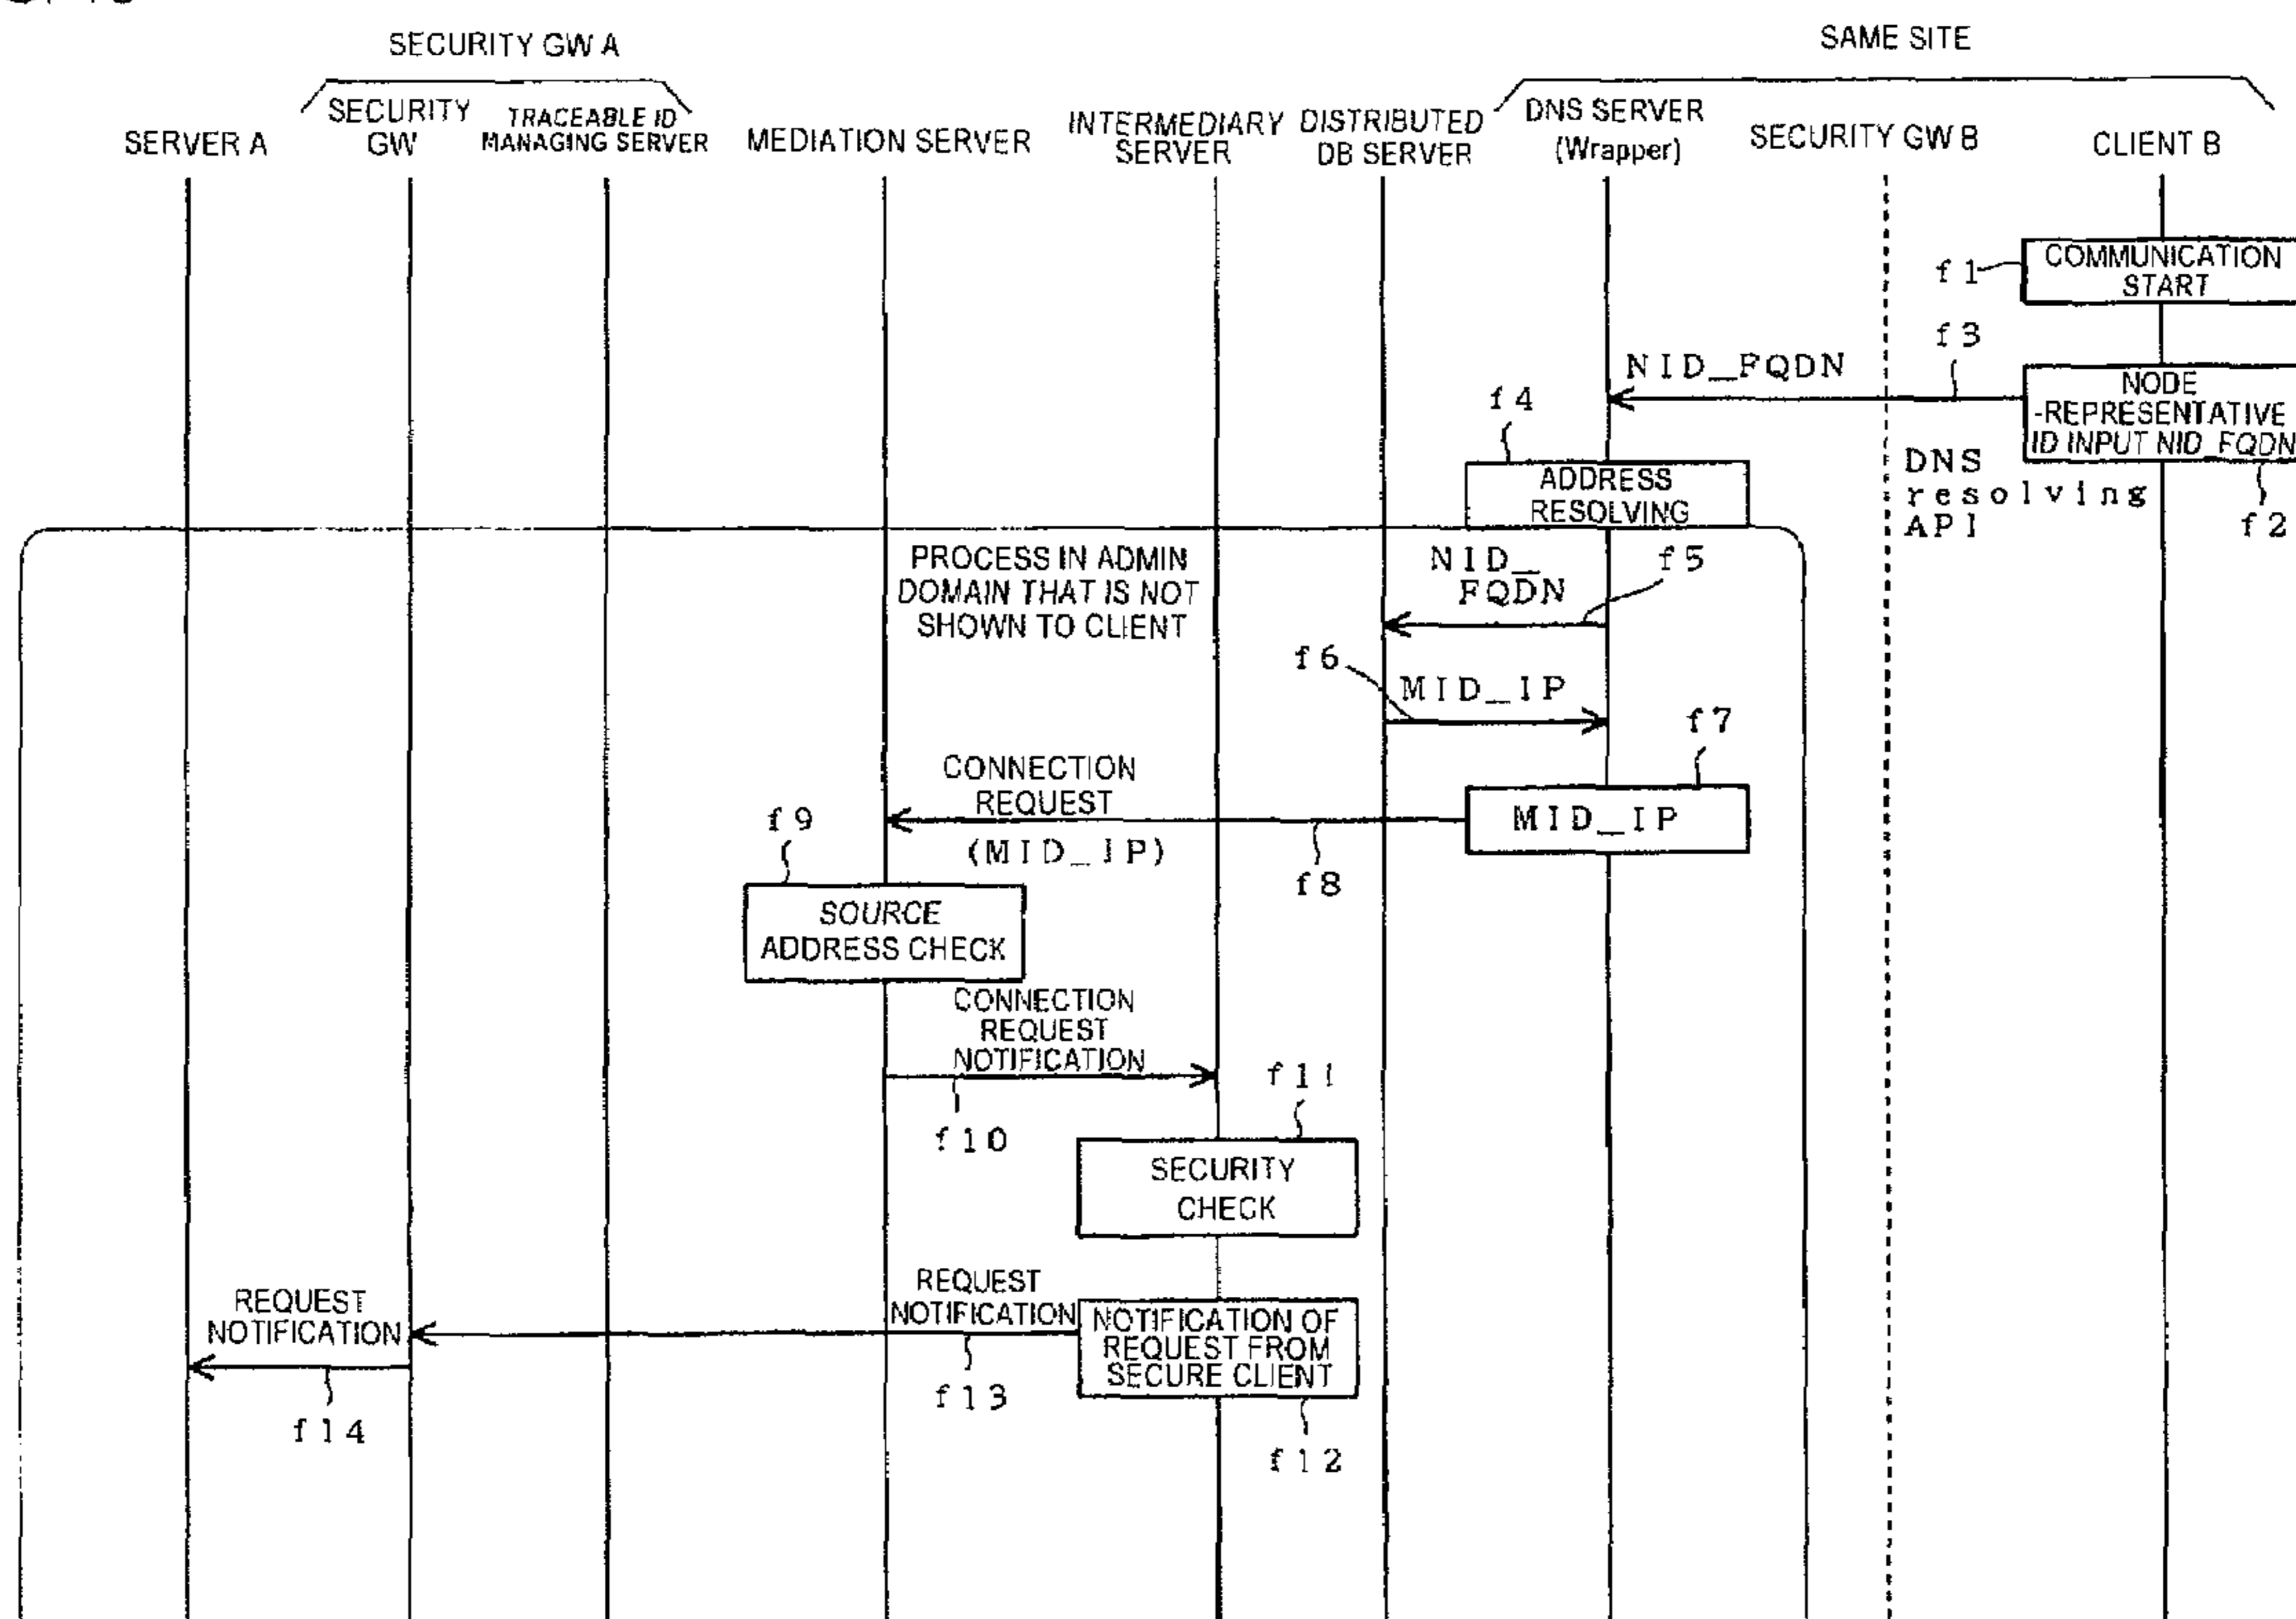 SECURITY GW A
SAME SITE
SERVER A
SECURITY
GW
TRACEABLE ID
MANAGING SERVER
MEDIATION SERVER
INTERMEDIARY
SERVER
DISTRIBUTED
DB SERVER
DNS SERVER
(Wrapper)
SECURITY GW B
CLIENT B
f1
COMMUNICATION
START
f3
NID_FQDN
NODE
-REPRESENTATIVE
ID INPUT NID_FQDN
f2
DNS
resolving
API
f4
ADDRESS
RESOLVING
PROCESS IN ADMIN
DOMAIN THAT IS NOT
SHOWN TO CLIENT
NID_
FQDN
f5
f6
MID_IP
f7
MID_IP
CONNECTION
REQUEST
(MID_IP)
f8
f9
SOURCE
ADDRESS CHECK
CONNECTION
REQUEST
NOTIFICATION
f10
f11
SECURITY
CHECK
REQUEST
NOTIFICATION
NOTIFICATION OF
REQUEST FROM
SECURE CLIENT
f12
f13
REQUEST
NOTIFICATION
f14